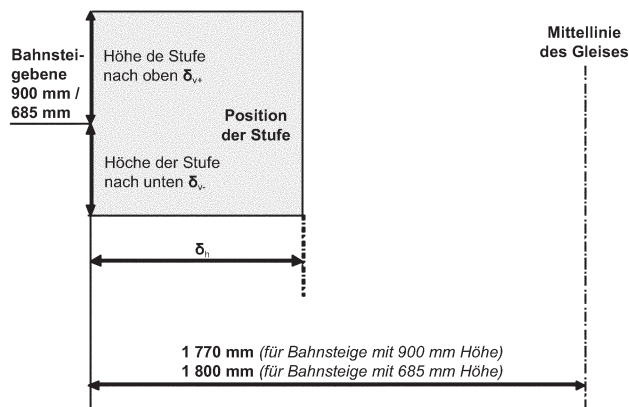 Bahnstei-
gebene
900 mm /
685 mm
Höhe de Stufe
nach oben δv+
Position
der Stufe
Höche der Stufe
nach unten δv-
Mittellinie
des Gleises
δh
1 770 mm (für Bahnsteige mit 900 mm Höhe)
1 800 mm (für Bahnsteige mit 685 mm Höhe)